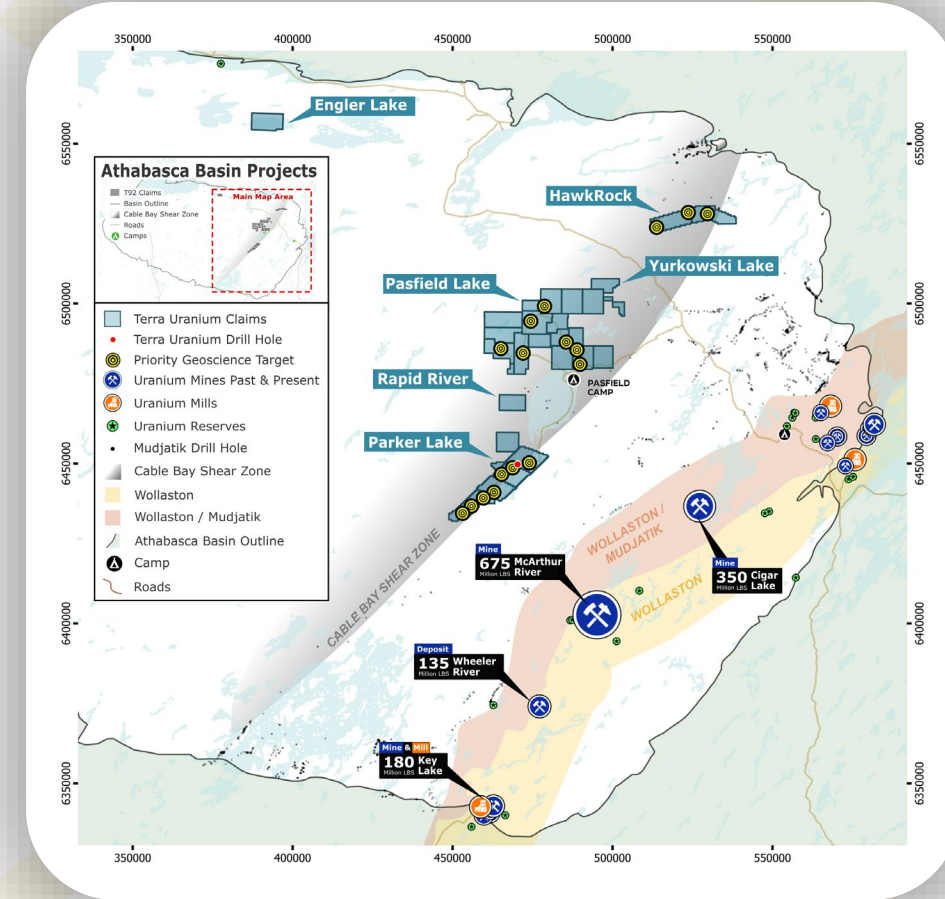 350000
400000
450000
500000
550000
6550000
6500000
6450000
6400000
6350000
6550000
6500000
6450000
6400000
6350000
Engler Lake
Athabasca Basin Projects
T92 Claims
Basin Outline
Cable Bay Shear Zone
Roads
Camps
Main Map Area
HawkRock
Yurkowski Lake
Pasfield Lake
PASFIELD
CAMP
Rapid River
Parker Lake
Terra Uranium Claims
Terra Uranium Drill Hole
Priority Geoscience Target
Uranium Mines Past & Present
Uranium Mills
Uranium Reserves
Mudjatik Drill Hole
Cable Bay Shear Zone
Wollaston
Wollaston / Mudjatik
Athabasca Basin Outline
Camp
Roads
CABLE BAY SHEAR ZONE
WOLLASTON /
MUDJATIK
WOLLASTON
Mine
675 McArthur
Million LBS River
Mine
350 Cigar
Million LBS Lake
Deposit
135 Wheeler
Million LBS River
Mine & Mill
180 Key
Million LBS Lake
350000
400000
450000
500000
550000